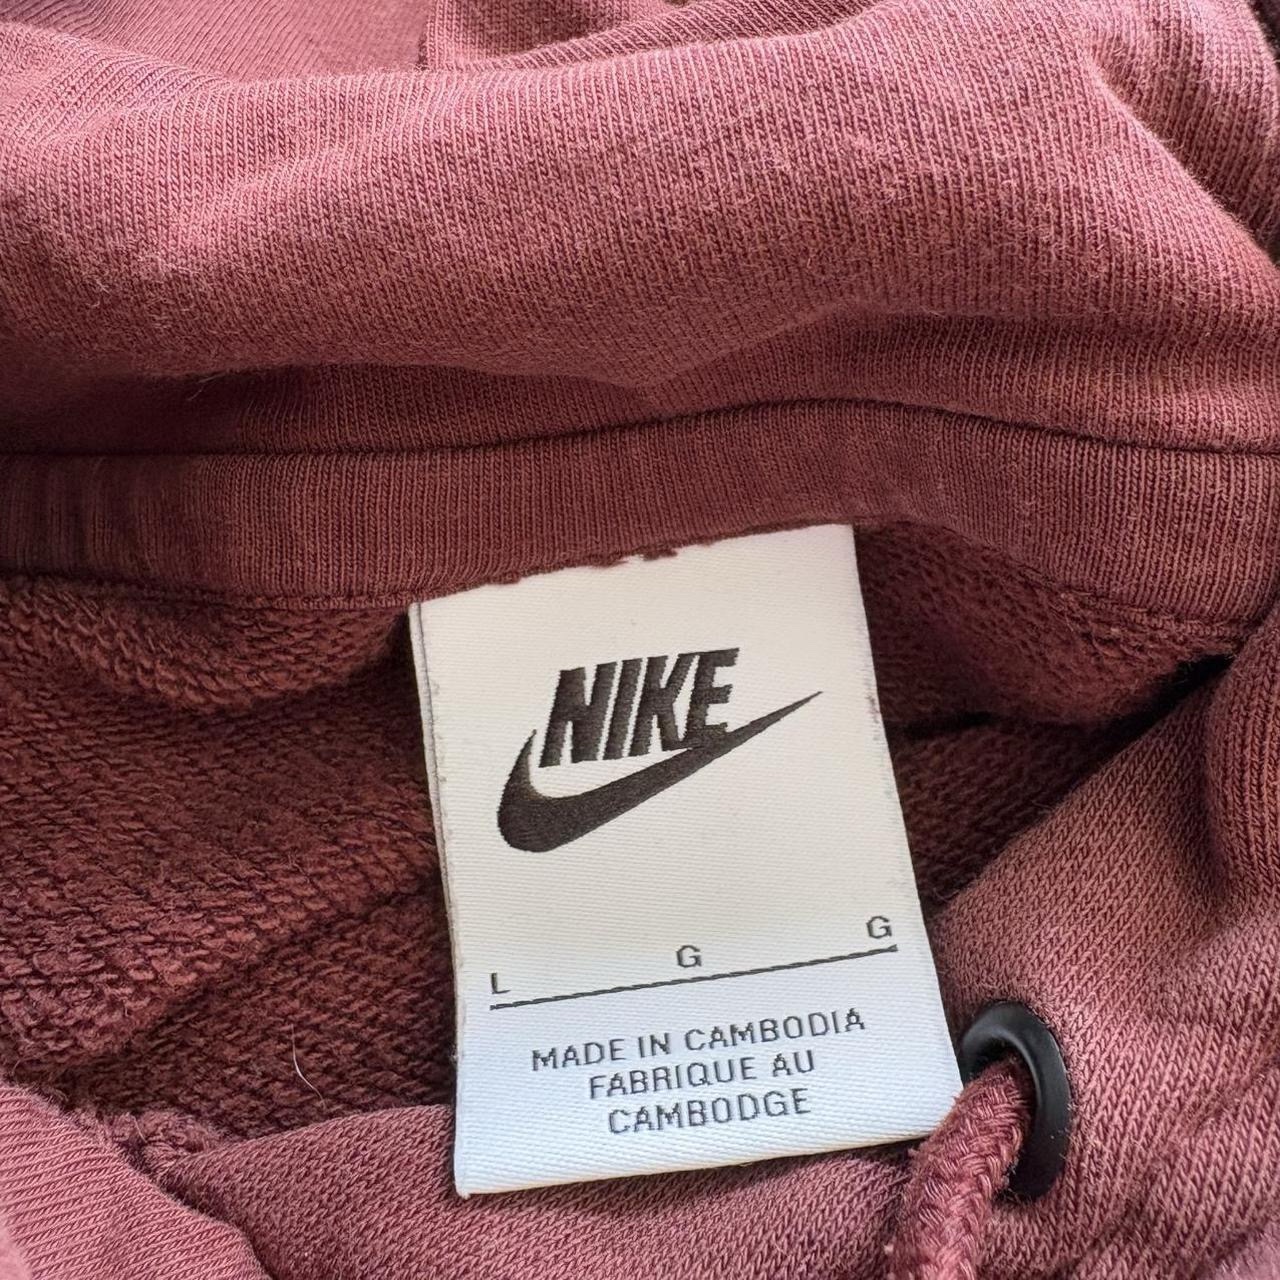 NIKE
L G G
MADE IN CAMBODIA
FABRIQUE AU
CAMBODGE